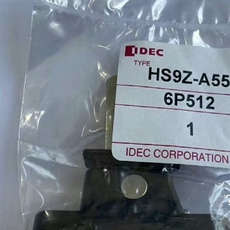 IDEC
TYPE
HS9Z-A55
6P512
1
IDEC CORPORATION